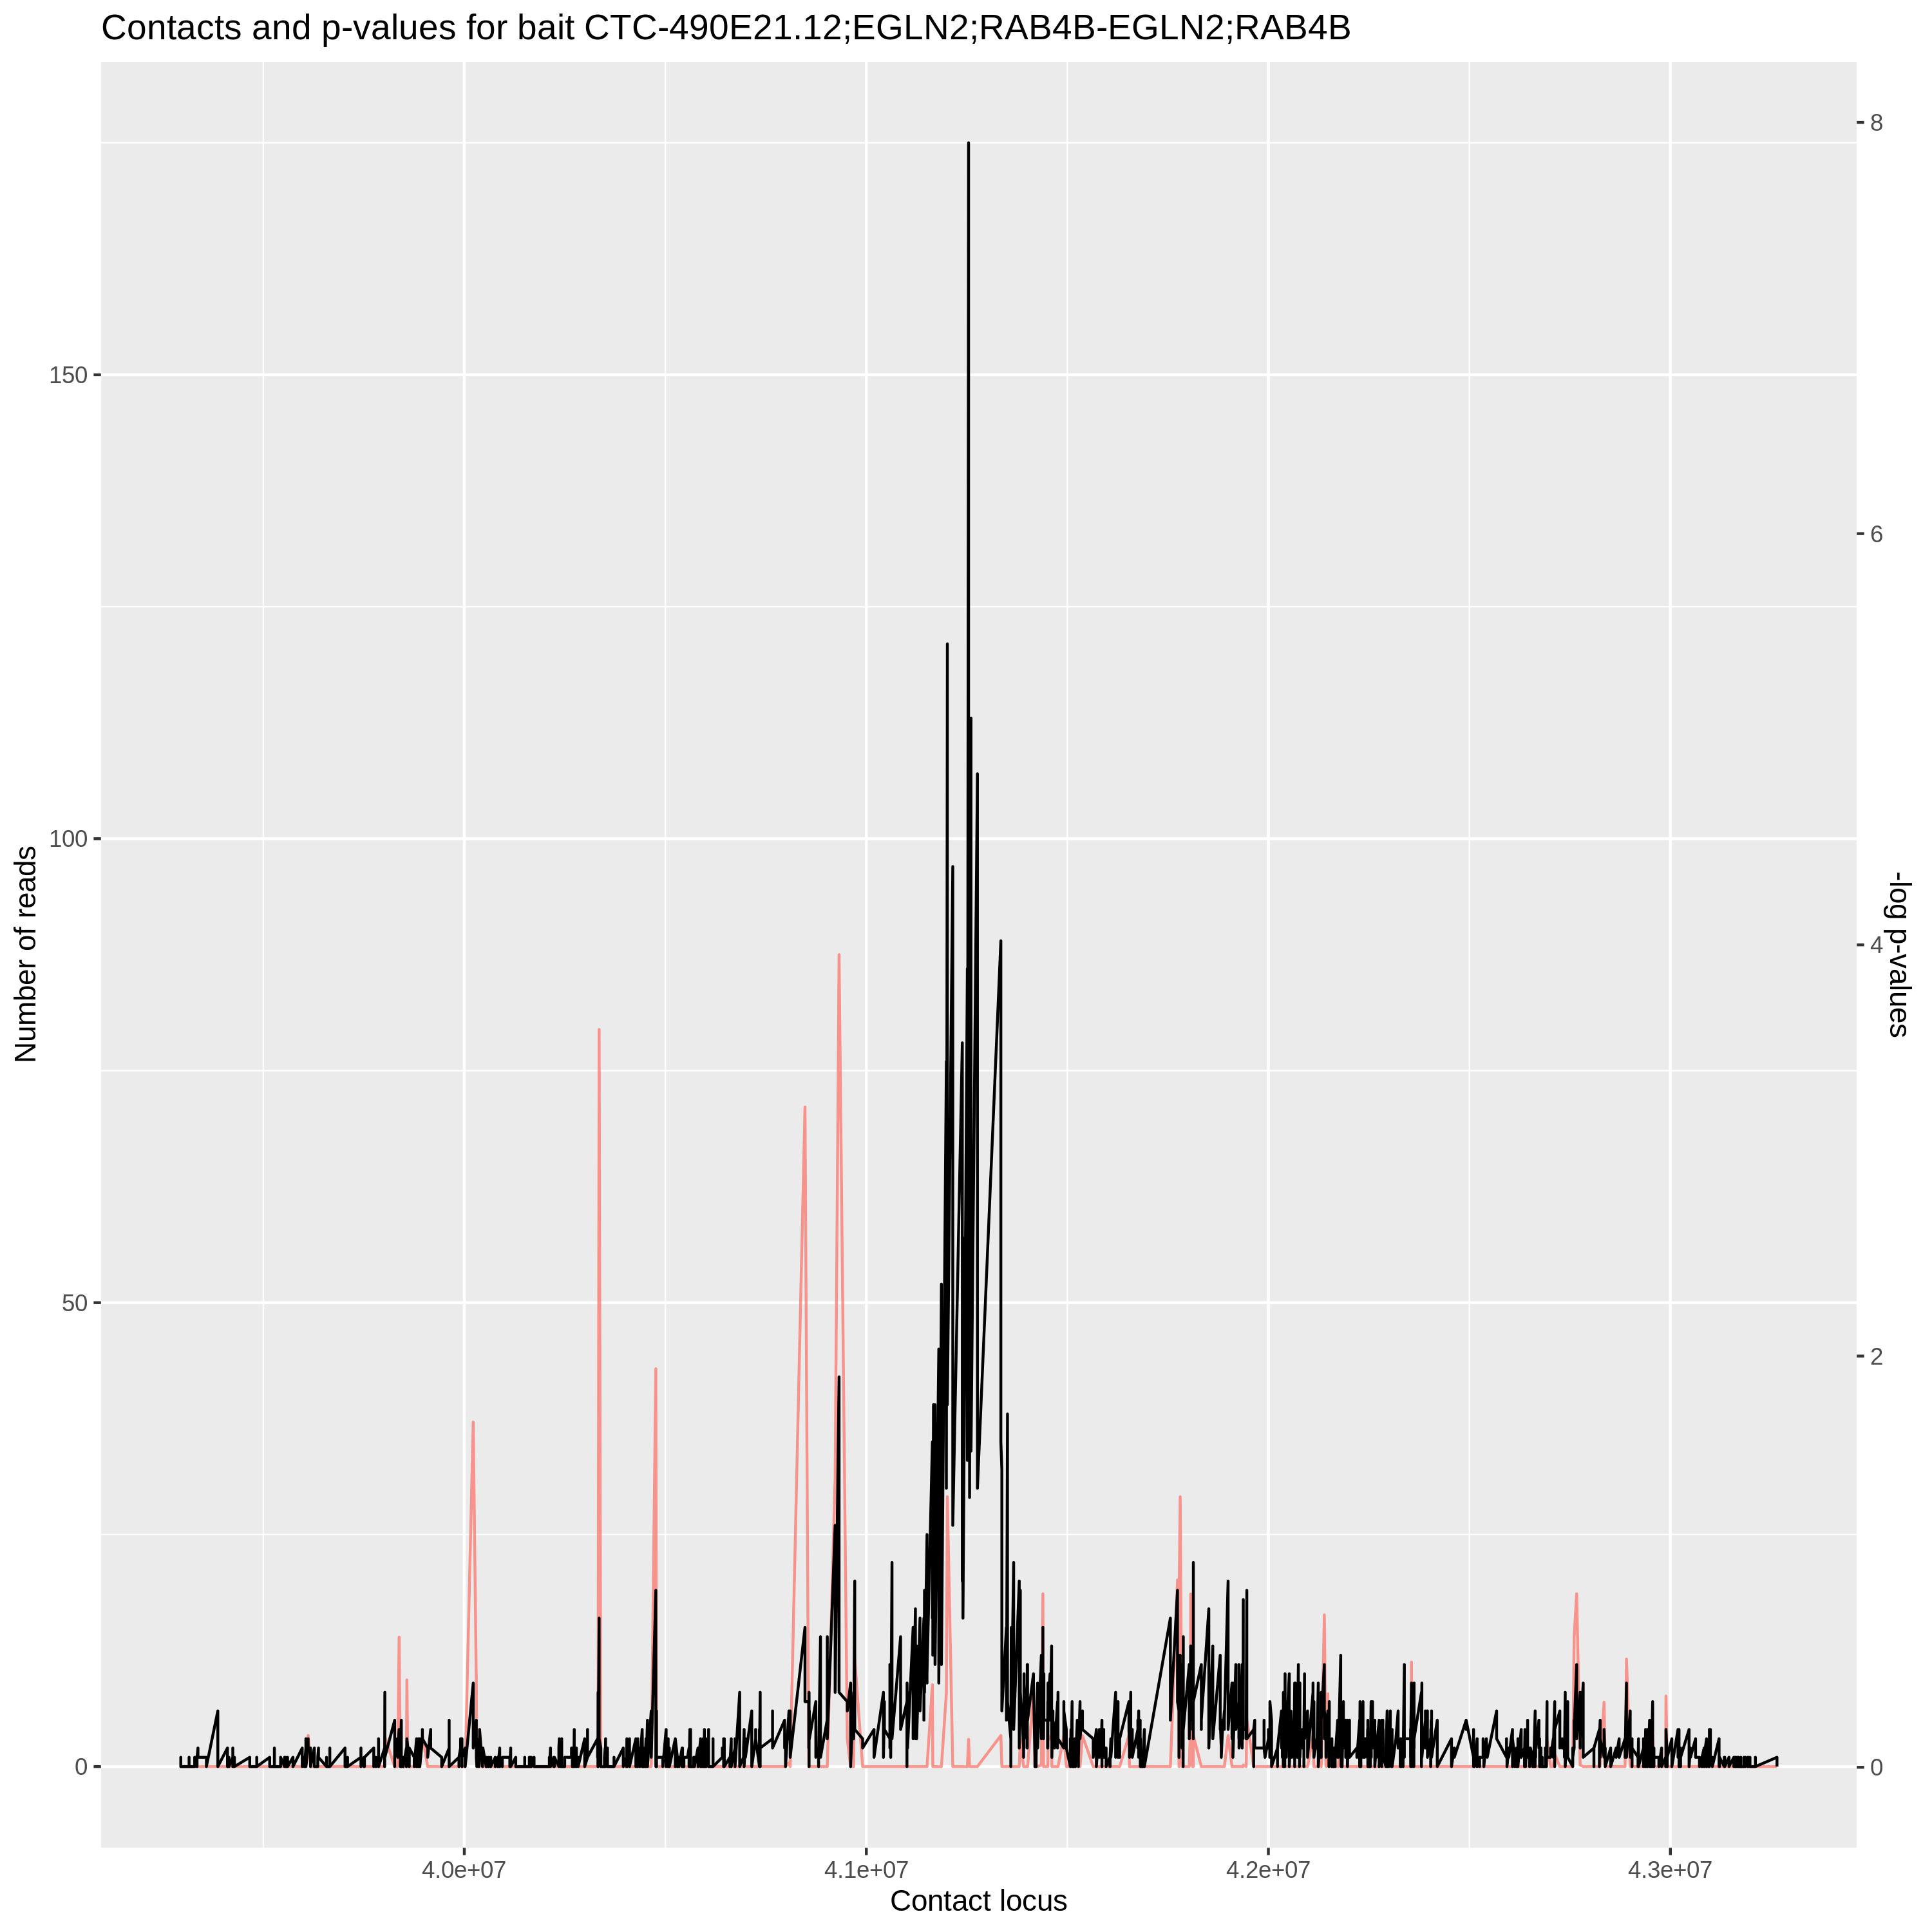 Contacts and p-values for bait CTC-490E21.12;EGLN2;RAB4B-EGLN2;RAB4B
8
150
6
100
4
50
2
0
0
Number of reads
-log p-values
4.0e+07
4.1e+07
4.2e+07
4.3e+07
Contact locus